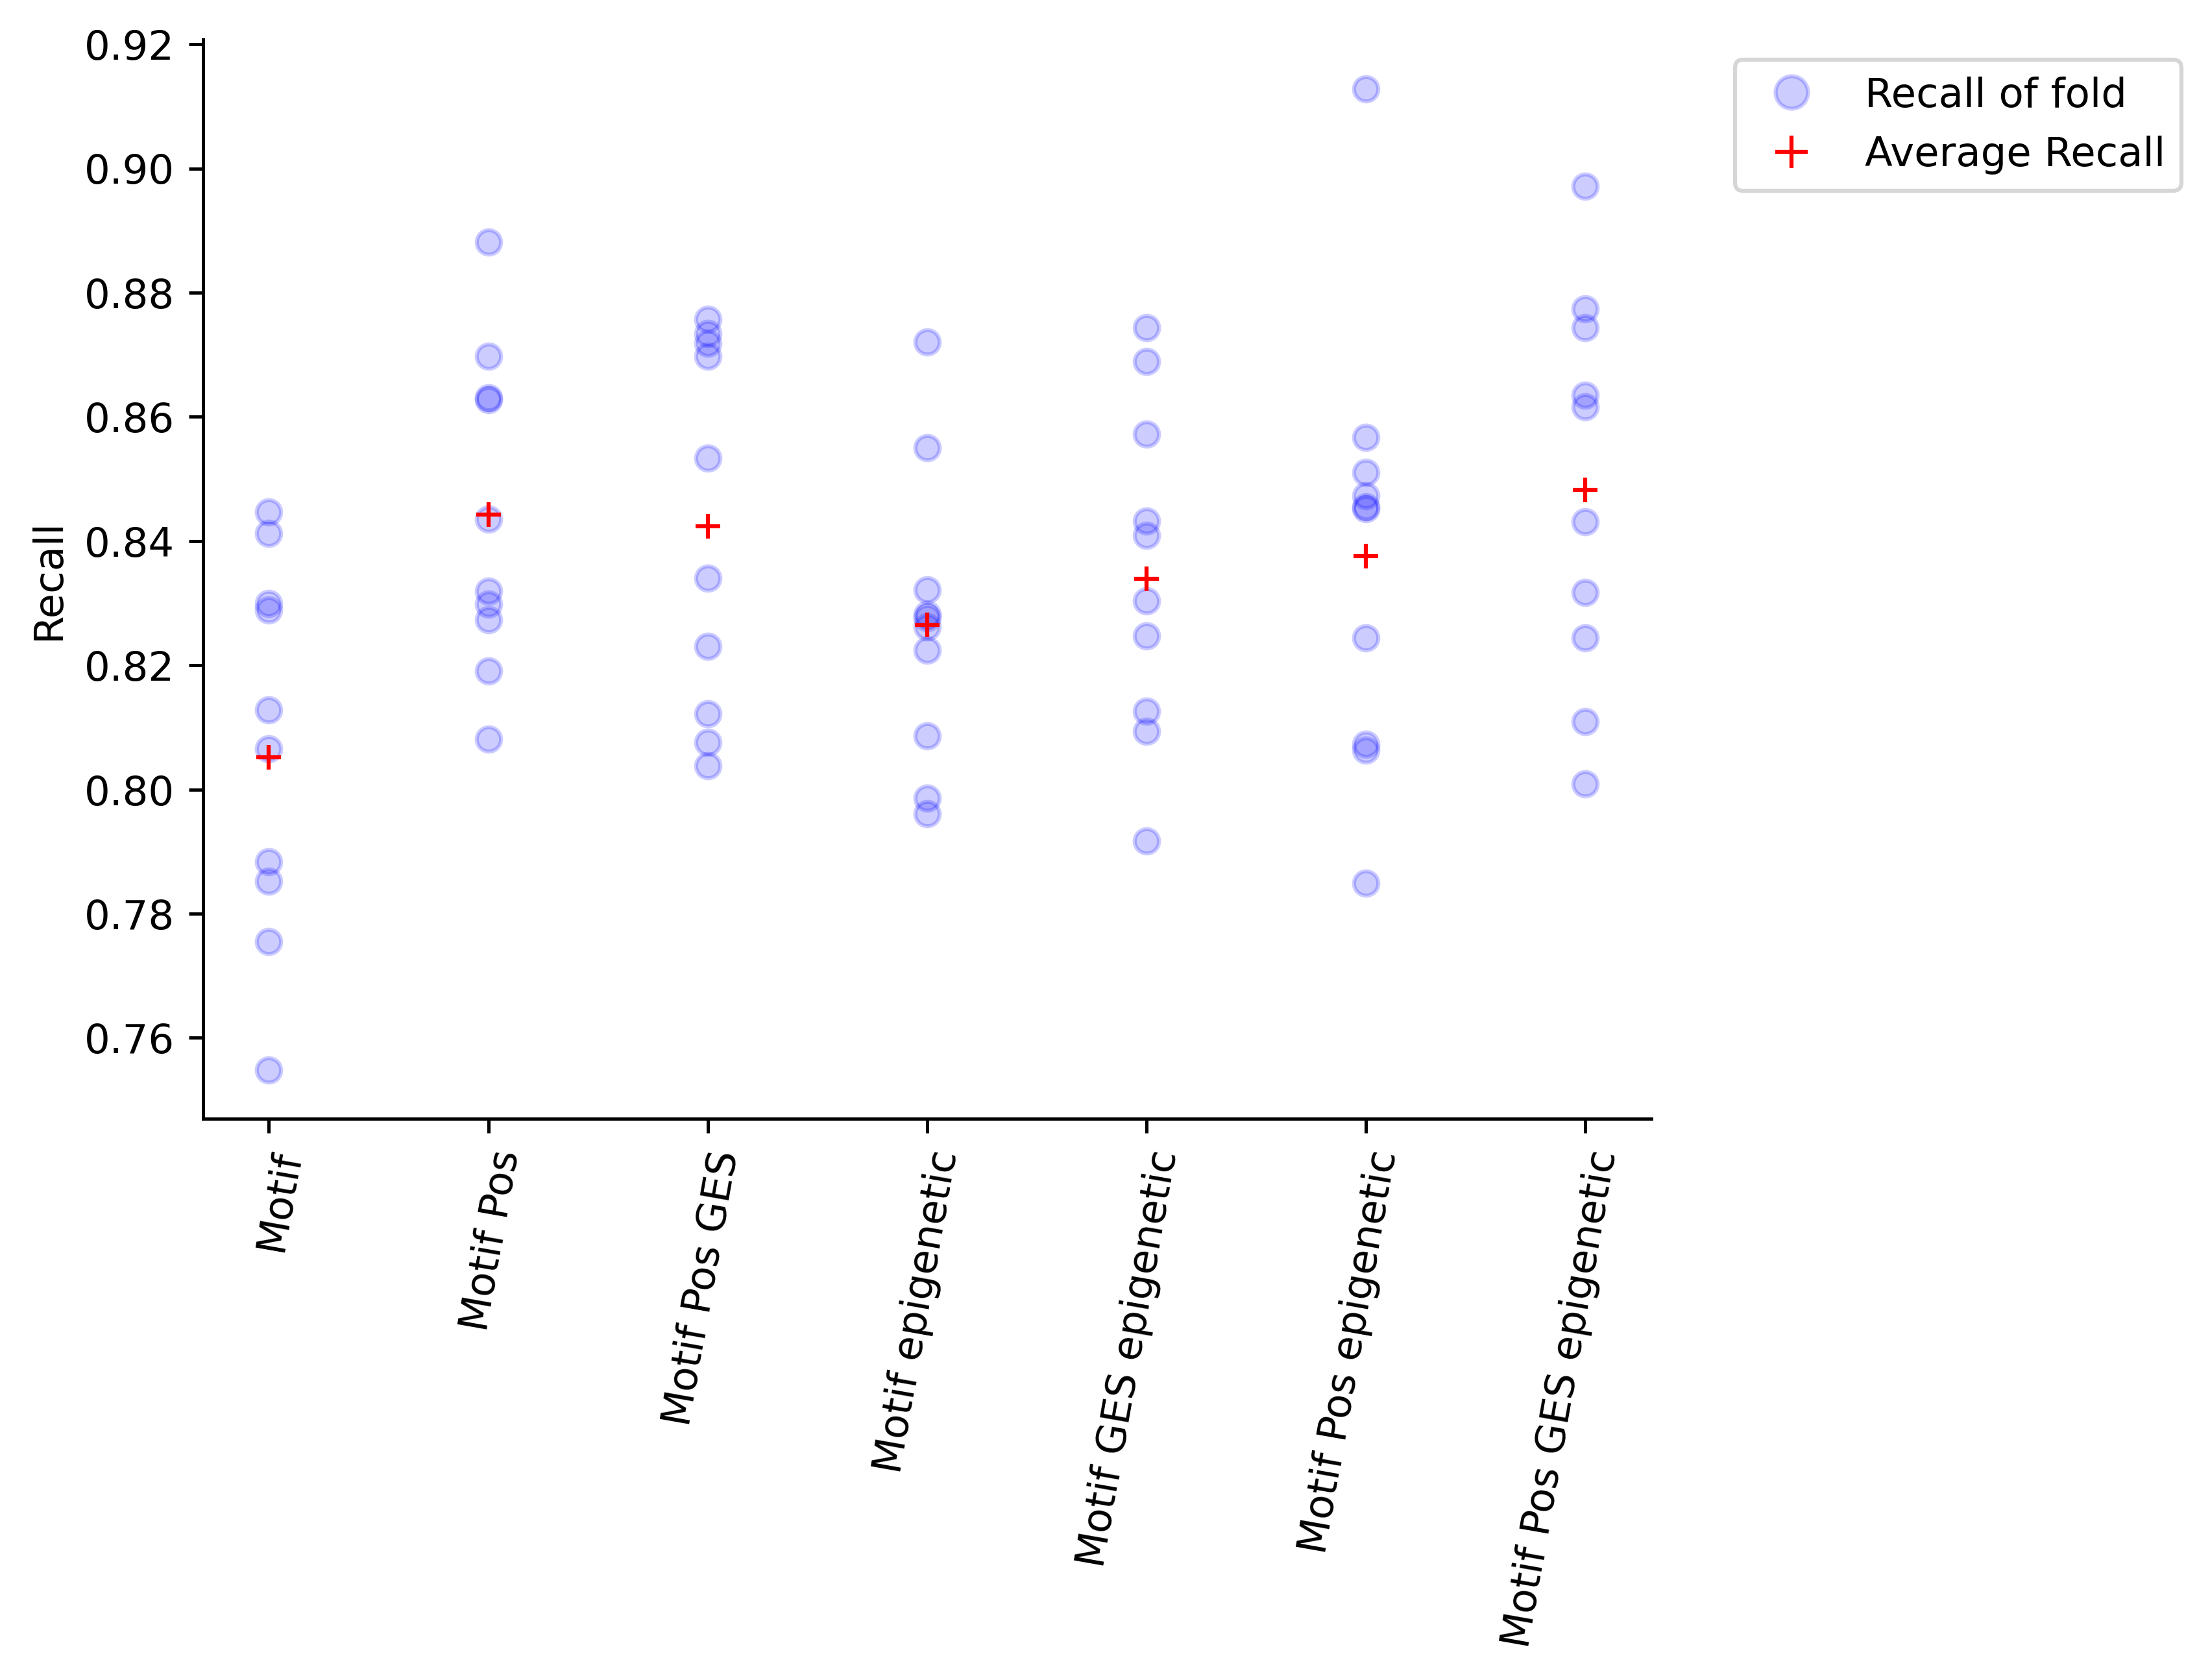 0.92
0.90
0.88
0.86
0.84
0.82
0.80
0.78
0.76
Recall
Motif
Motif Pos
Motif Pos GES
Motif epigenetic
Motif GES epigenetic
Motif Pos epigenetic
Motif Pos GES epigenetic
Recall of fold
Average Recall